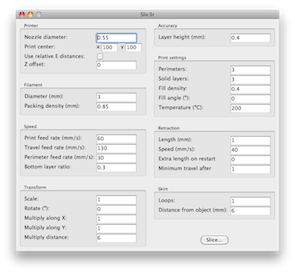 Slic3r
Printer
Nozzle diameter: 0.55
Print center: X 100 y 100
Use relative E distances:
Z offset: 0
Filament
Diameter (mm): 3
Packing density (mm): 0.85
Speed
Print feed rate (mm/s): 60
Travel feed rate (mm/s): 130
Perimeter feed rate (mm/s): 30
Bottom layer ratio: 0.3
Transform
Scale: 1
Rotate (°): 0
Multiply along X: 1
Multiply along Y: 1
Multiply distance: 6
Accuracy
Layer height (mm): 0.4
Print settings
Perimeters: 3
Solid layers: 3
Fill density: 0.4
Fill angle (°): 0
Temperature (°C): 200
Retraction
Length (mm): 1
Speed (mm/s): 40
Extra length on restart 0
Minimum travel after 1
Skirt
Loops: 1
Distance from object (mm): 6
Slice...